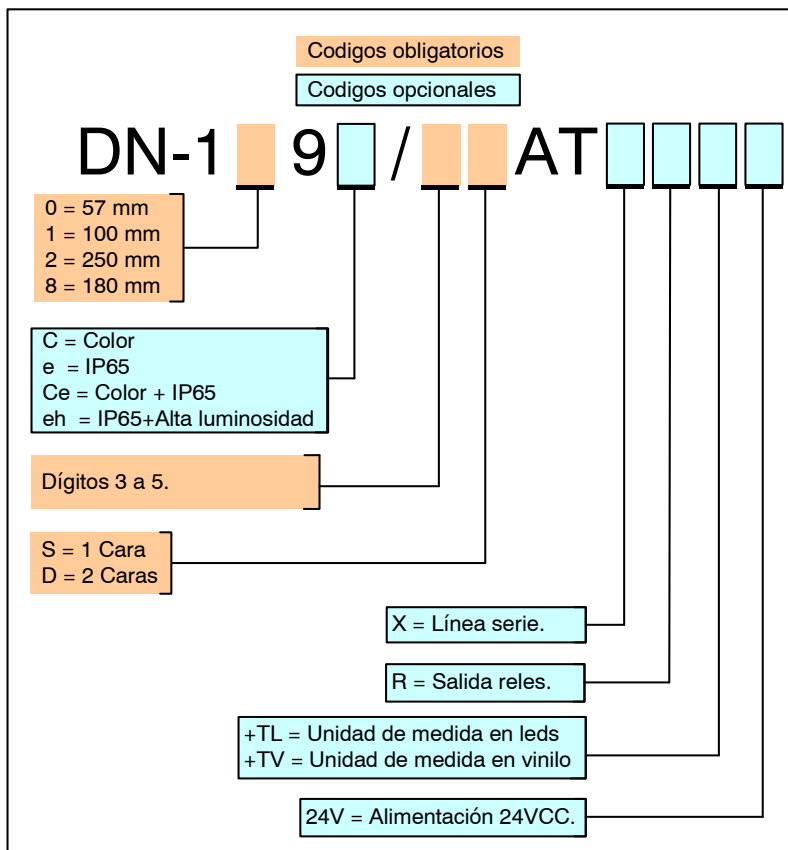 Codigos obligatorios
Codigos opcionales
DN-1 9 / AT
0 = 57 mm
1 = 100 mm
2 = 250 mm
8 = 180 mm
C = Color
e = IP65
Ce = Color + IP65
eh = IP65+Alta luminosidad
Dígitos 3 a 5.
S = 1 Cara
D = 2 Caras
X = Línea serie.
R = Salida reles.
+TL = Unidad de medida en leds
+TV = Unidad de medida en vinilo
24V = Alimentación 24VCC.